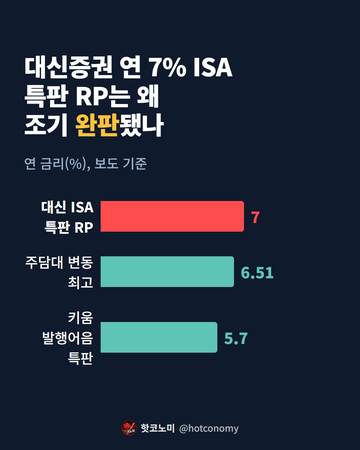 대신증권 연 7% ISA
특판 RP는 왜
조기 완판됐나
연 금리(%), 보도 기준
대신 ISA
특판 RP
7
주담대 변동
최고
6.51
키움
발행어음
특판
5.7
핫코노미 @hotconomy